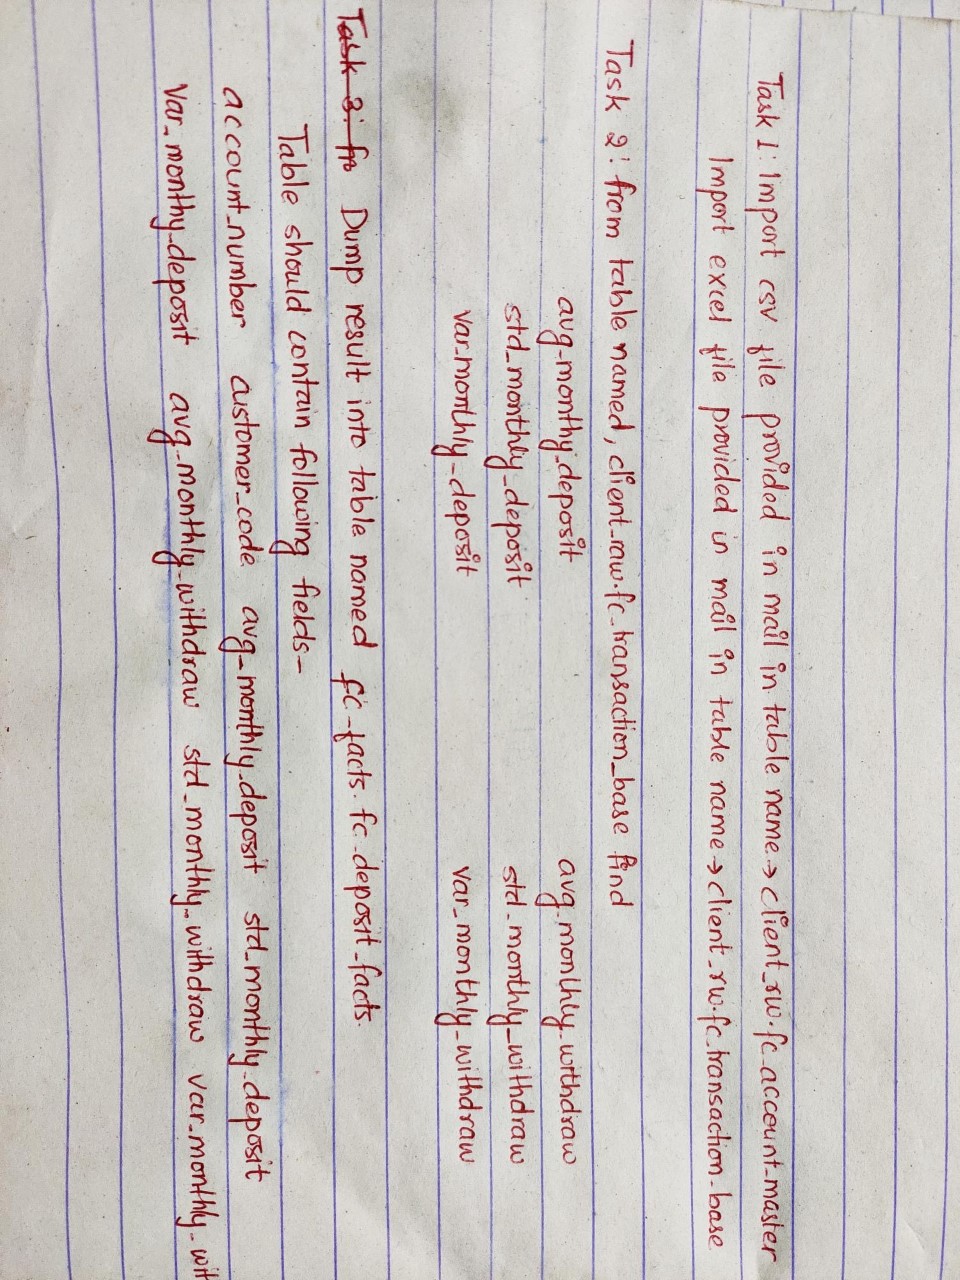 Task 1: Import csv file provided in mail in table name → client_rw.fc_account_master
Import excel file provided in mail in table name → client_rw.fc_transaction_base
Task 2: from table named, client_raw.fc_transaction_base find
avg_monthy_deposit avg_monthly_withdraw
std_monthly_deposit std_monthly_withdraw
var_monthly_deposit var_monthly_withdraw
Task 3: fro Dump result into table named fc_facts.fc_deposit_facts.
Table should contain following fields-
account_number customer_code avg_monthly_deposit std_monthly_deposit
var_monthy_deposit avg_monthly_withdraw std_monthly_withdraw var_monthly_wit